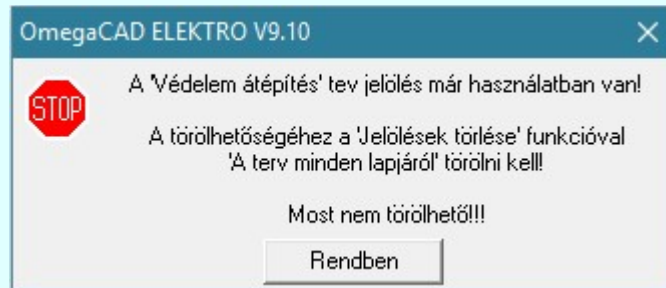 OmegaCAD ELEKTRO V9.10
STOP
A 'Védelem átépítés' tev jelölés már használatban van!
A törölhetőségéhez a 'Jelölések törlése' funkcióval
'A terv minden lapjáról' törölni kell!
Most nem törölhető!!!
Rendben